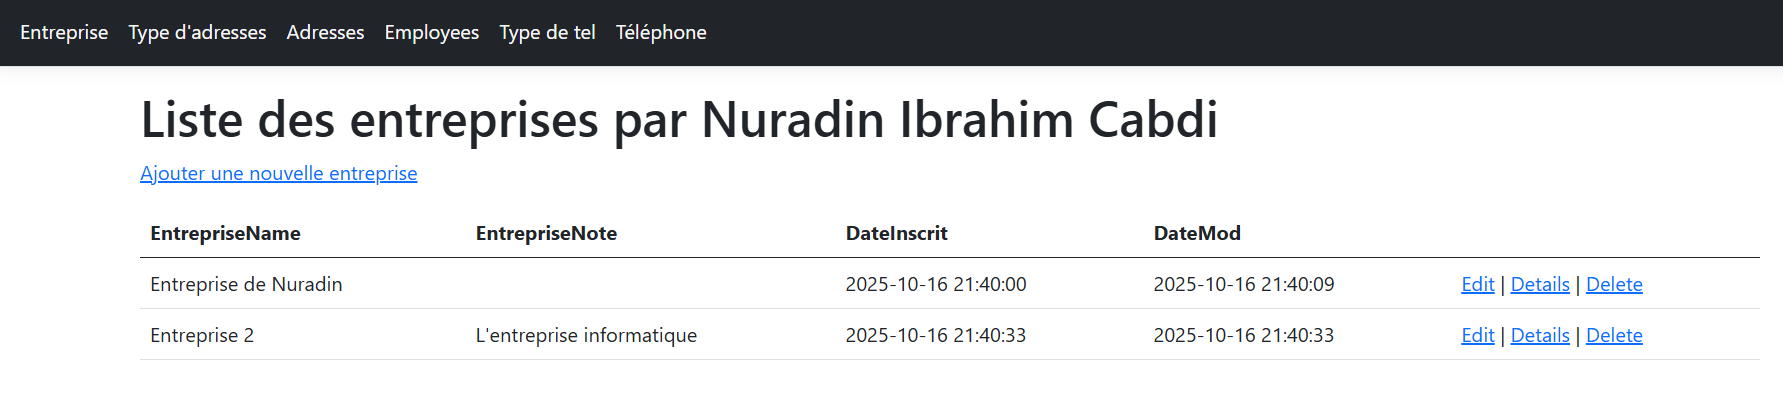 Entreprise Type d'adresses Adresses Employees Type de tel Téléphone
Liste des entreprises par Nuradin Ibrahim Cabdi
Ajouter une nouvelle entreprise
EntrepriseName EntrepriseNote DateInscrit DateMod
Entreprise de Nuradin 2025-10-16 21:40:00 2025-10-16 21:40:09 Edit | Details | Delete
Entreprise 2 L'entreprise informatique 2025-10-16 21:40:33 2025-10-16 21:40:33 Edit | Details | Delete